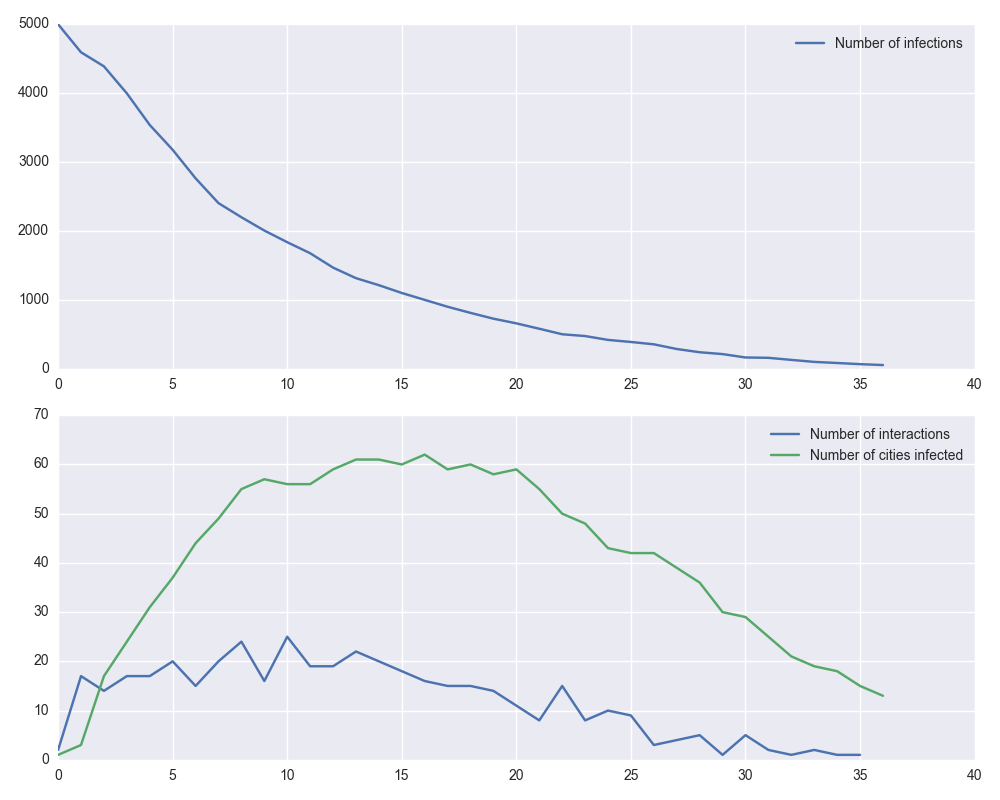 5000
Number of infections
4000
3000
2000
1000
0
0 5 10 15 20 25 30 35 40
70
Number of interactions
60
Number of cities infected
50
40
30
20
10
0
0 5 10 15 20 25 30 35 40